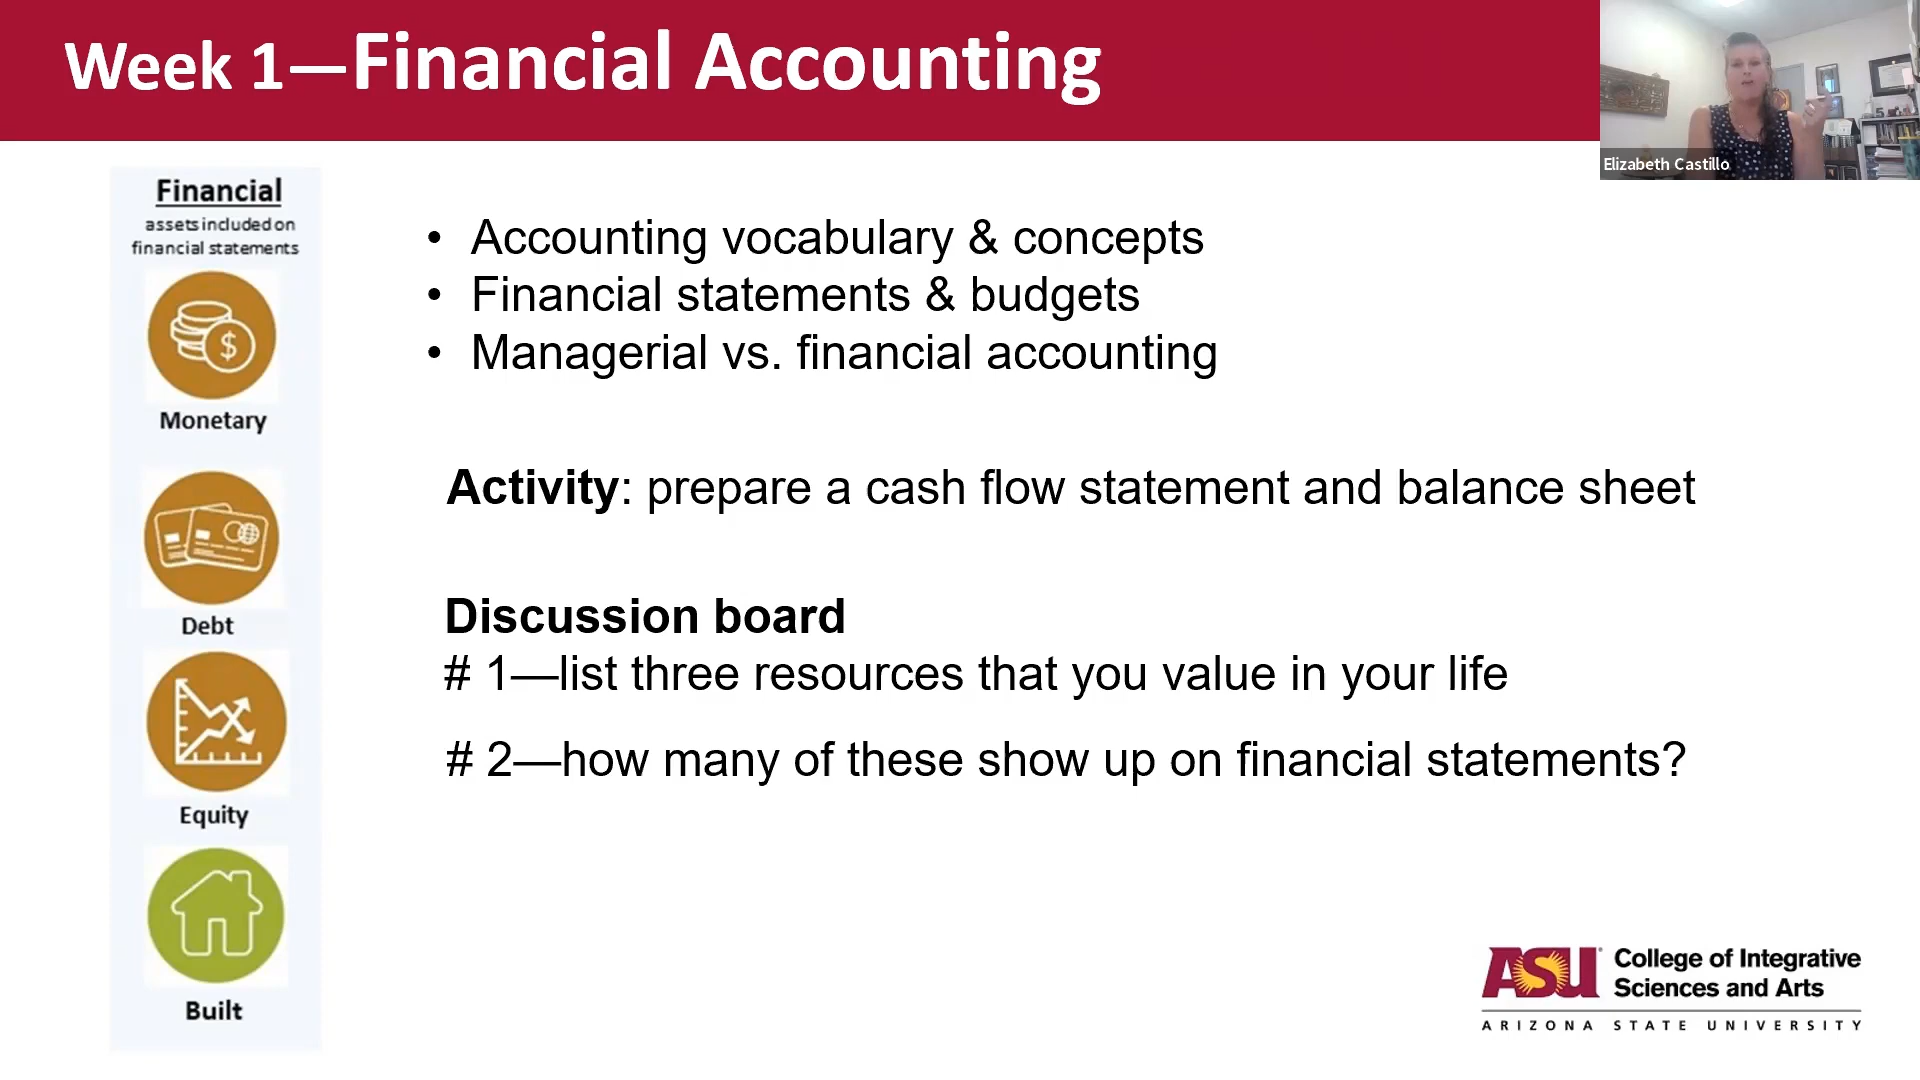 Week 1—Financial Accounting
Elizabeth Castillo
Financial
assets included on
financial statements
Monetary
Debt
Equity
Built
• Accounting vocabulary & concepts
• Financial statements & budgets
• Managerial vs. financial accounting
Activity: prepare a cash flow statement and balance sheet
Discussion board
# 1—list three resources that you value in your life
# 2—how many of these show up on financial statements?
ASU College of Integrative
Sciences and Arts
ARIZONA STATE UNIVERSITY